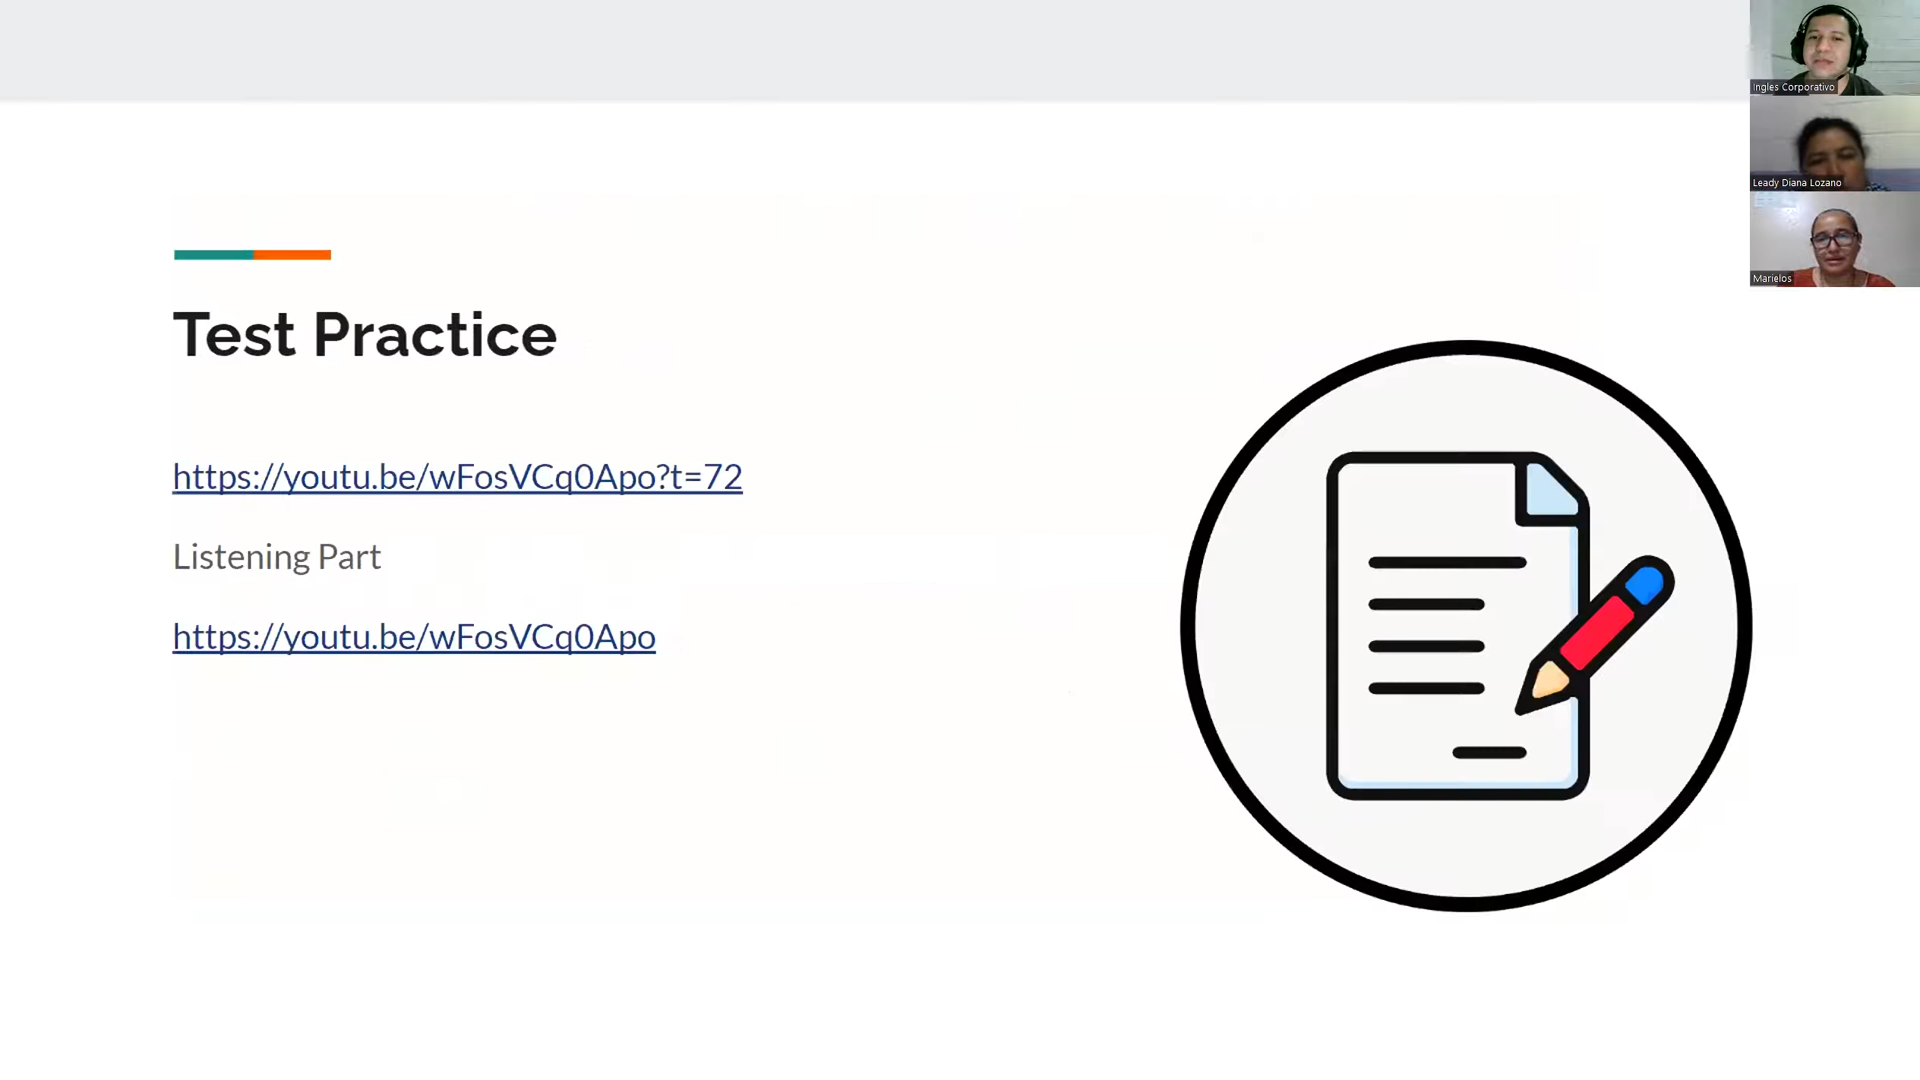 Test Practice
https://youtu.be/wFosVCq0Apo?t=72
Listening Part
https://youtu.be/wFosVCq0Apo
Ingles Corporativo
Leady Diana Lozano
Marielos